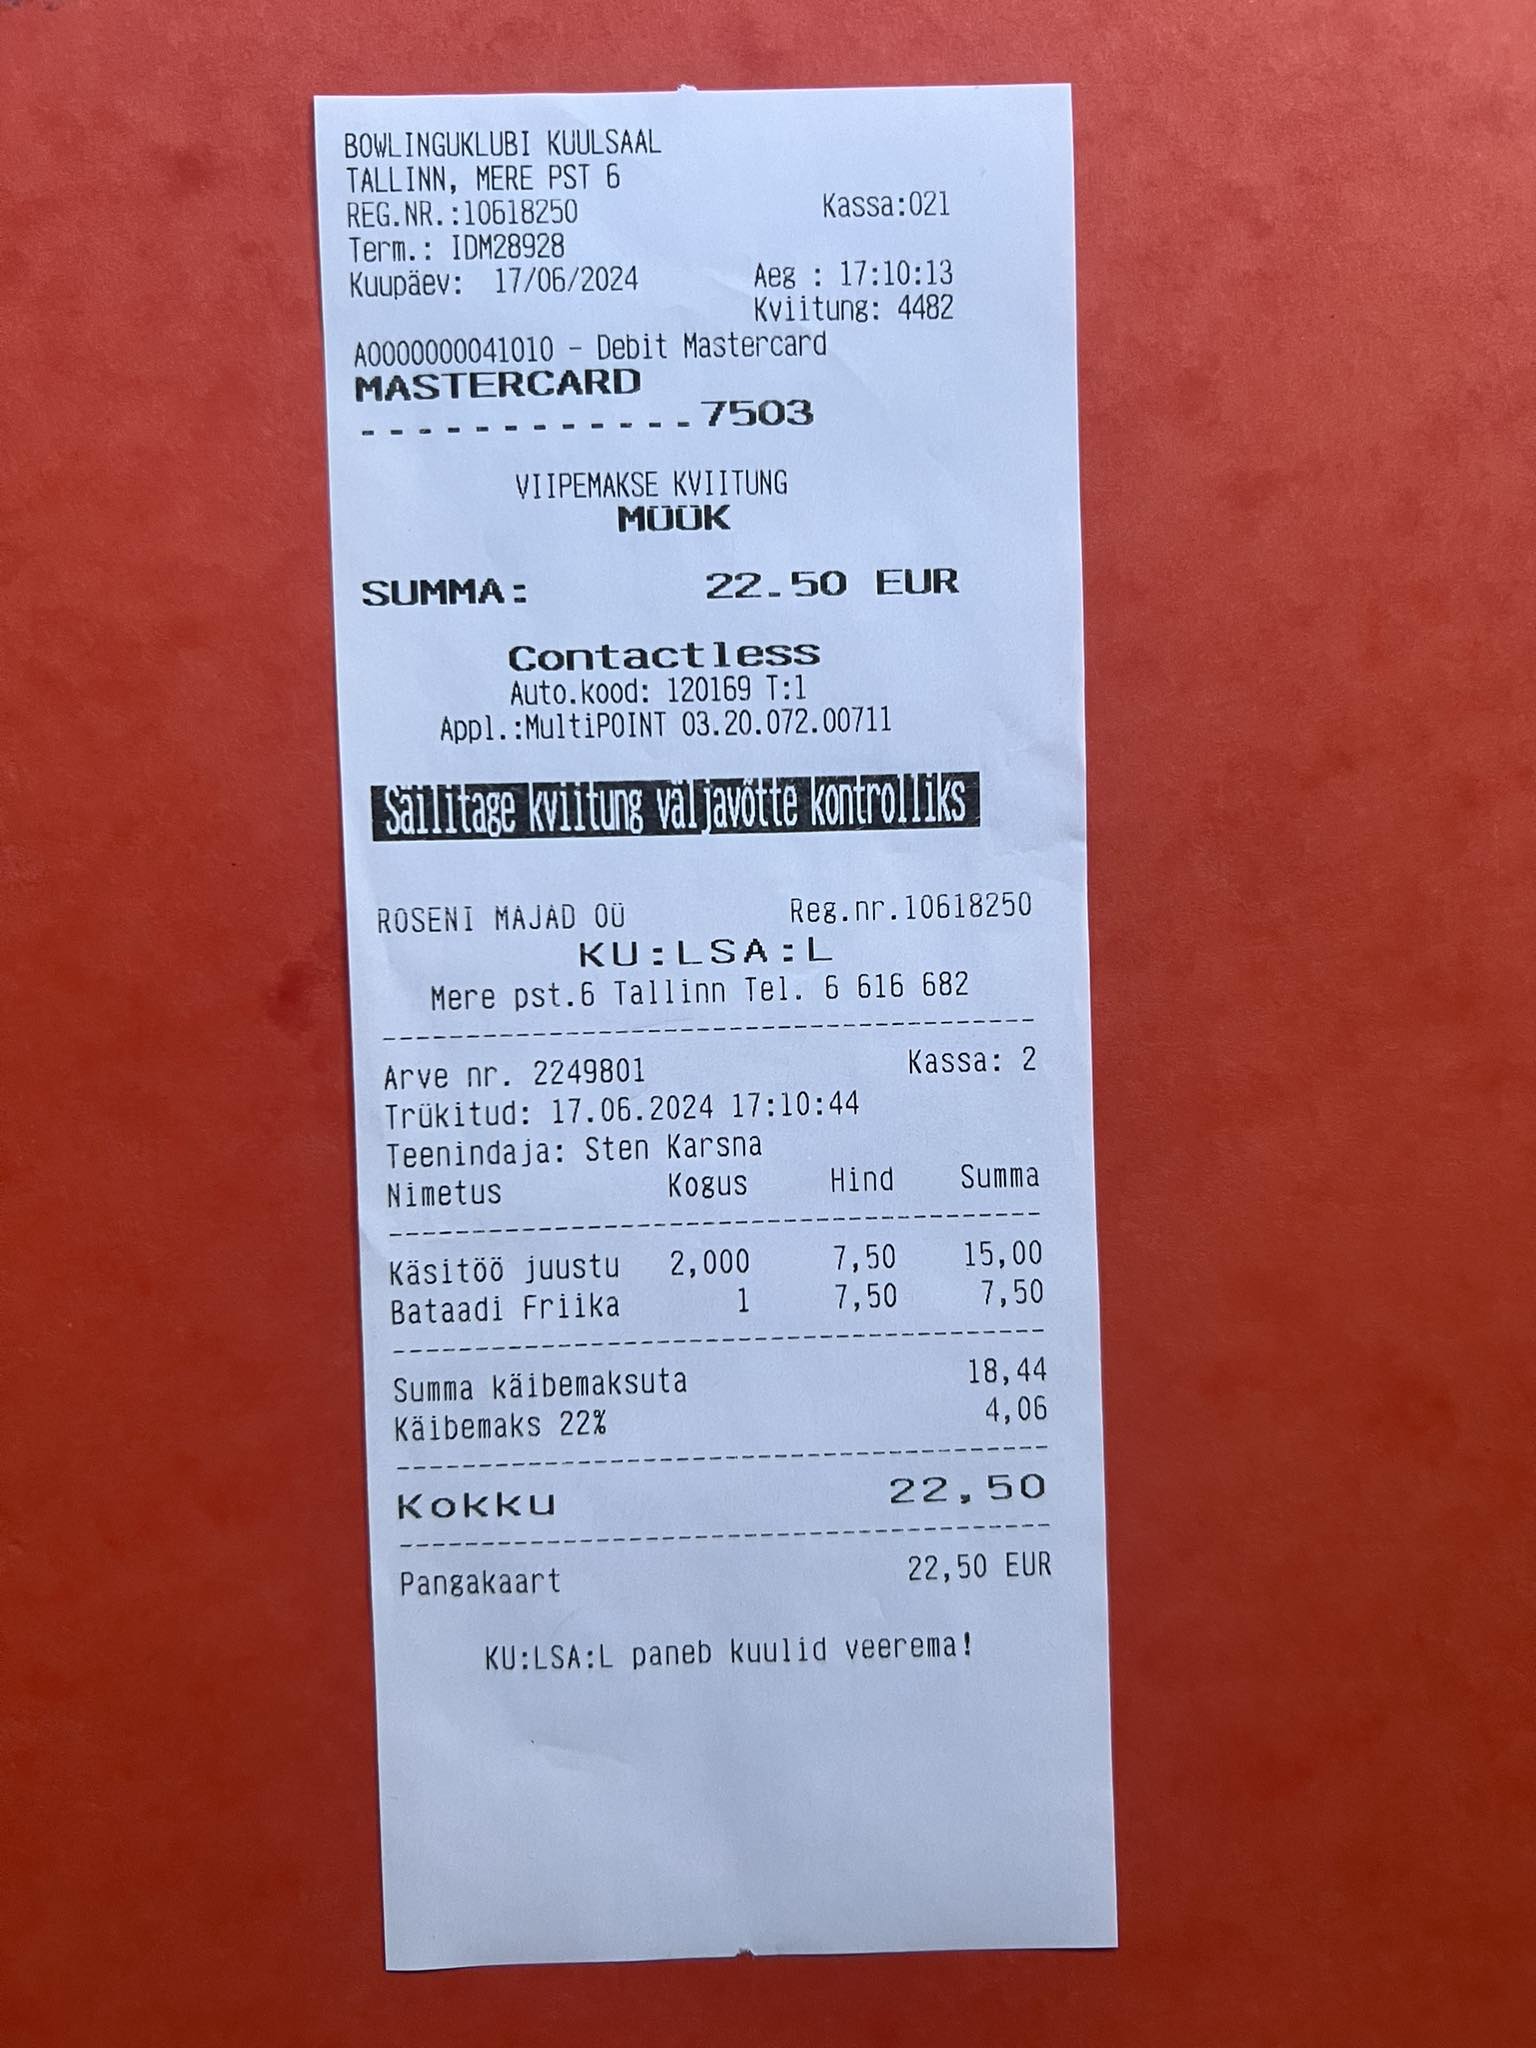 BOWLINGUKLUBI KUULSAAL
TALLINN, MERE PST 6
REG.NR.:10618250 Kassa:021
Term.: IDM28928
Kuupäev: 17/06/2024 Aeg : 17:10:13
Kviitung: 4482
A0000000041010 - Debit Mastercard
MASTERCARD
------------7503
VIIPEMAKSE KVIITUNG
MÜÜK
SUMMA: 22.50 EUR
Contactless
Auto.kood: 120169 T:1
Appl.:MultiPOINT 03.20.072.00711
Säilitage kviitung väljavõtte kontrolliks
ROSENI MAJAD OÜ Reg.nr.10618250
KU:LSA:L
Mere pst.6 Tallinn Tel. 6 616 682
Arve nr. 2249801 Kassa: 2
Trükitud: 17.06.2024 17:10:44
Teenindaja: Sten Karsna
Nimetus Kogus Hind Summa
Käsitöö juustu 2,000 7,50 15,00
Bataadi Friika 1 7,50 7,50
Summa käibemaksuta 18,44
Käibemaks 22% 4,06
Kokku 22,50
Pangakaart 22,50 EUR
KU:LSA:L paneb kuulid veerema!